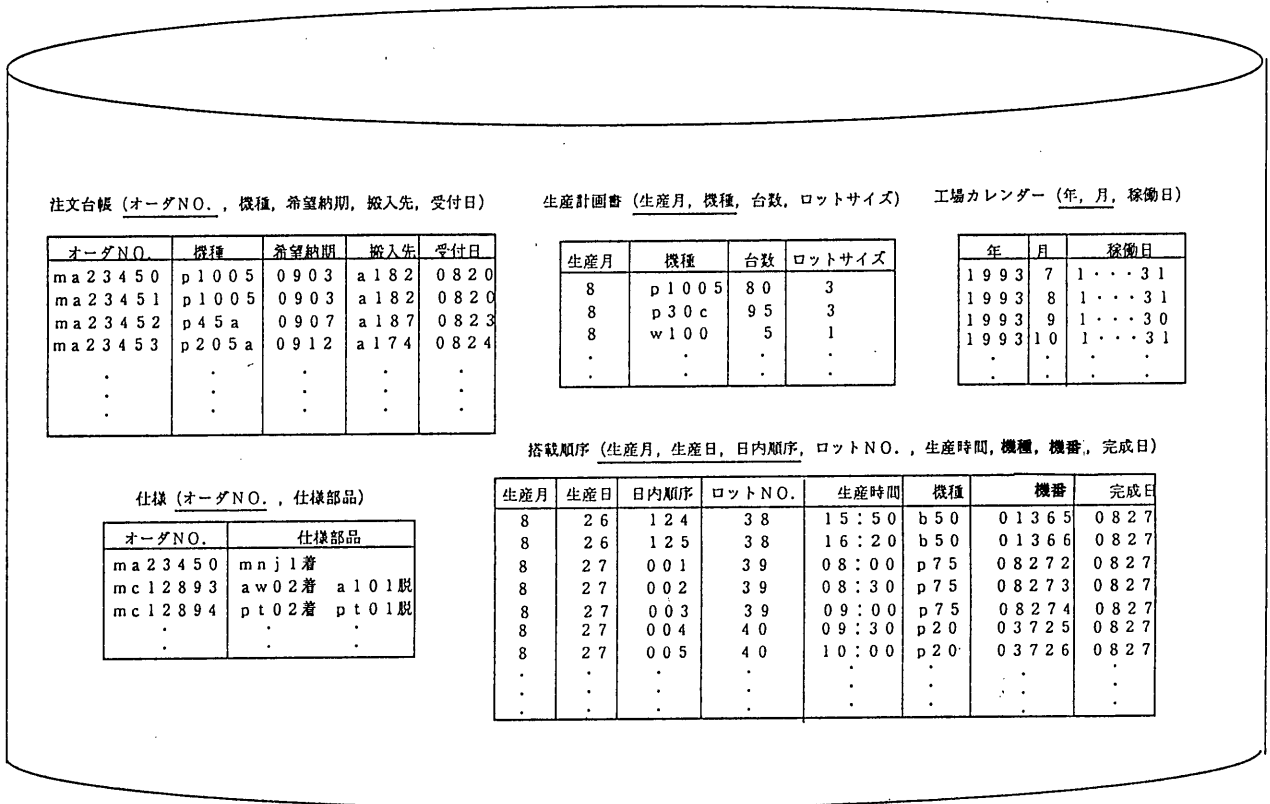 注文台帳（オーダNO．，機種，希望納期，搬入先，受付日）
オーダNO． 機種 希望納期 搬入先 受付日
ma23450 p1005 0903 a182 0820
ma23451 p1005 0903 a182 0820
ma23452 p45a 0907 a187 0823
ma23453 p205a 0912 a174 0824
生産計画書（生産月，機種，台数，ロットサイズ）
生産月 機種 台数 ロットサイズ
8 p1005 80 3
8 p30c 95 3
8 w100 5 1
工場カレンダー（年，月，稼働日）
年 月 稼働日
1993 7 1・・・31
1993 8 1・・・31
1993 9 1・・・30
1993 10 1・・・31
仕様（オーダNO．，仕様部品）
オーダNO． 仕様部品
ma23450 mnj1着
mc12893 aw02着 a101脱
mc12894 pt02着 pt01脱
搭載順序（生産月，生産日，日内順序，ロットNO．，生産時間，機種，機番，完成日）
生産月 生産日 日内順序 ロットNO． 生産時間 機種 機番 完成日
8 26 124 38 15：50 b50 01365 0827
8 26 125 38 16：20 b50 01366 0827
8 27 001 39 08：00 p75 08272 0827
8 27 002 39 08：30 p75 08273 0827
8 27 003 39 09：00 p75 08274 0827
8 27 004 40 09：30 p20 03725 0827
8 27 005 40 10：00 p20 03726 0827